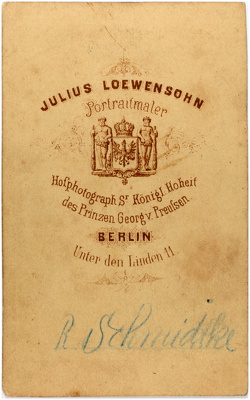 JULIUS LOEWENSOHN
Portraitmaler
Hofphotograph Sr. Königl. Hoheit
des Prinzen Georg v. Preußen.
BERLIN
Unter den Linden 11
R. Schmidtke